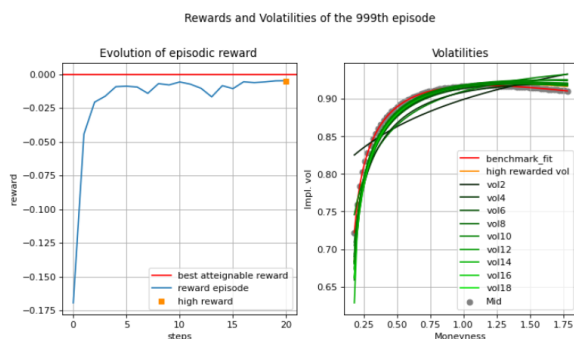 Rewards and Volatilities of the 999th episode
Evolution of episodic reward
reward
0.000
−0.025
−0.050
−0.075
−0.100
−0.125
−0.150
−0.175
best atteignable reward
reward episode
high reward
0
5
10
15
20
steps
Volatilities
Impl. vol
0.90
0.85
0.80
0.75
0.70
0.65
benchmark_fit
high rewarded vol
vol2
vol4
vol6
vol8
vol10
vol12
vol14
vol16
vol18
Mid
0.25
0.50
0.75
1.00
1.25
1.50
1.75
Moneyness